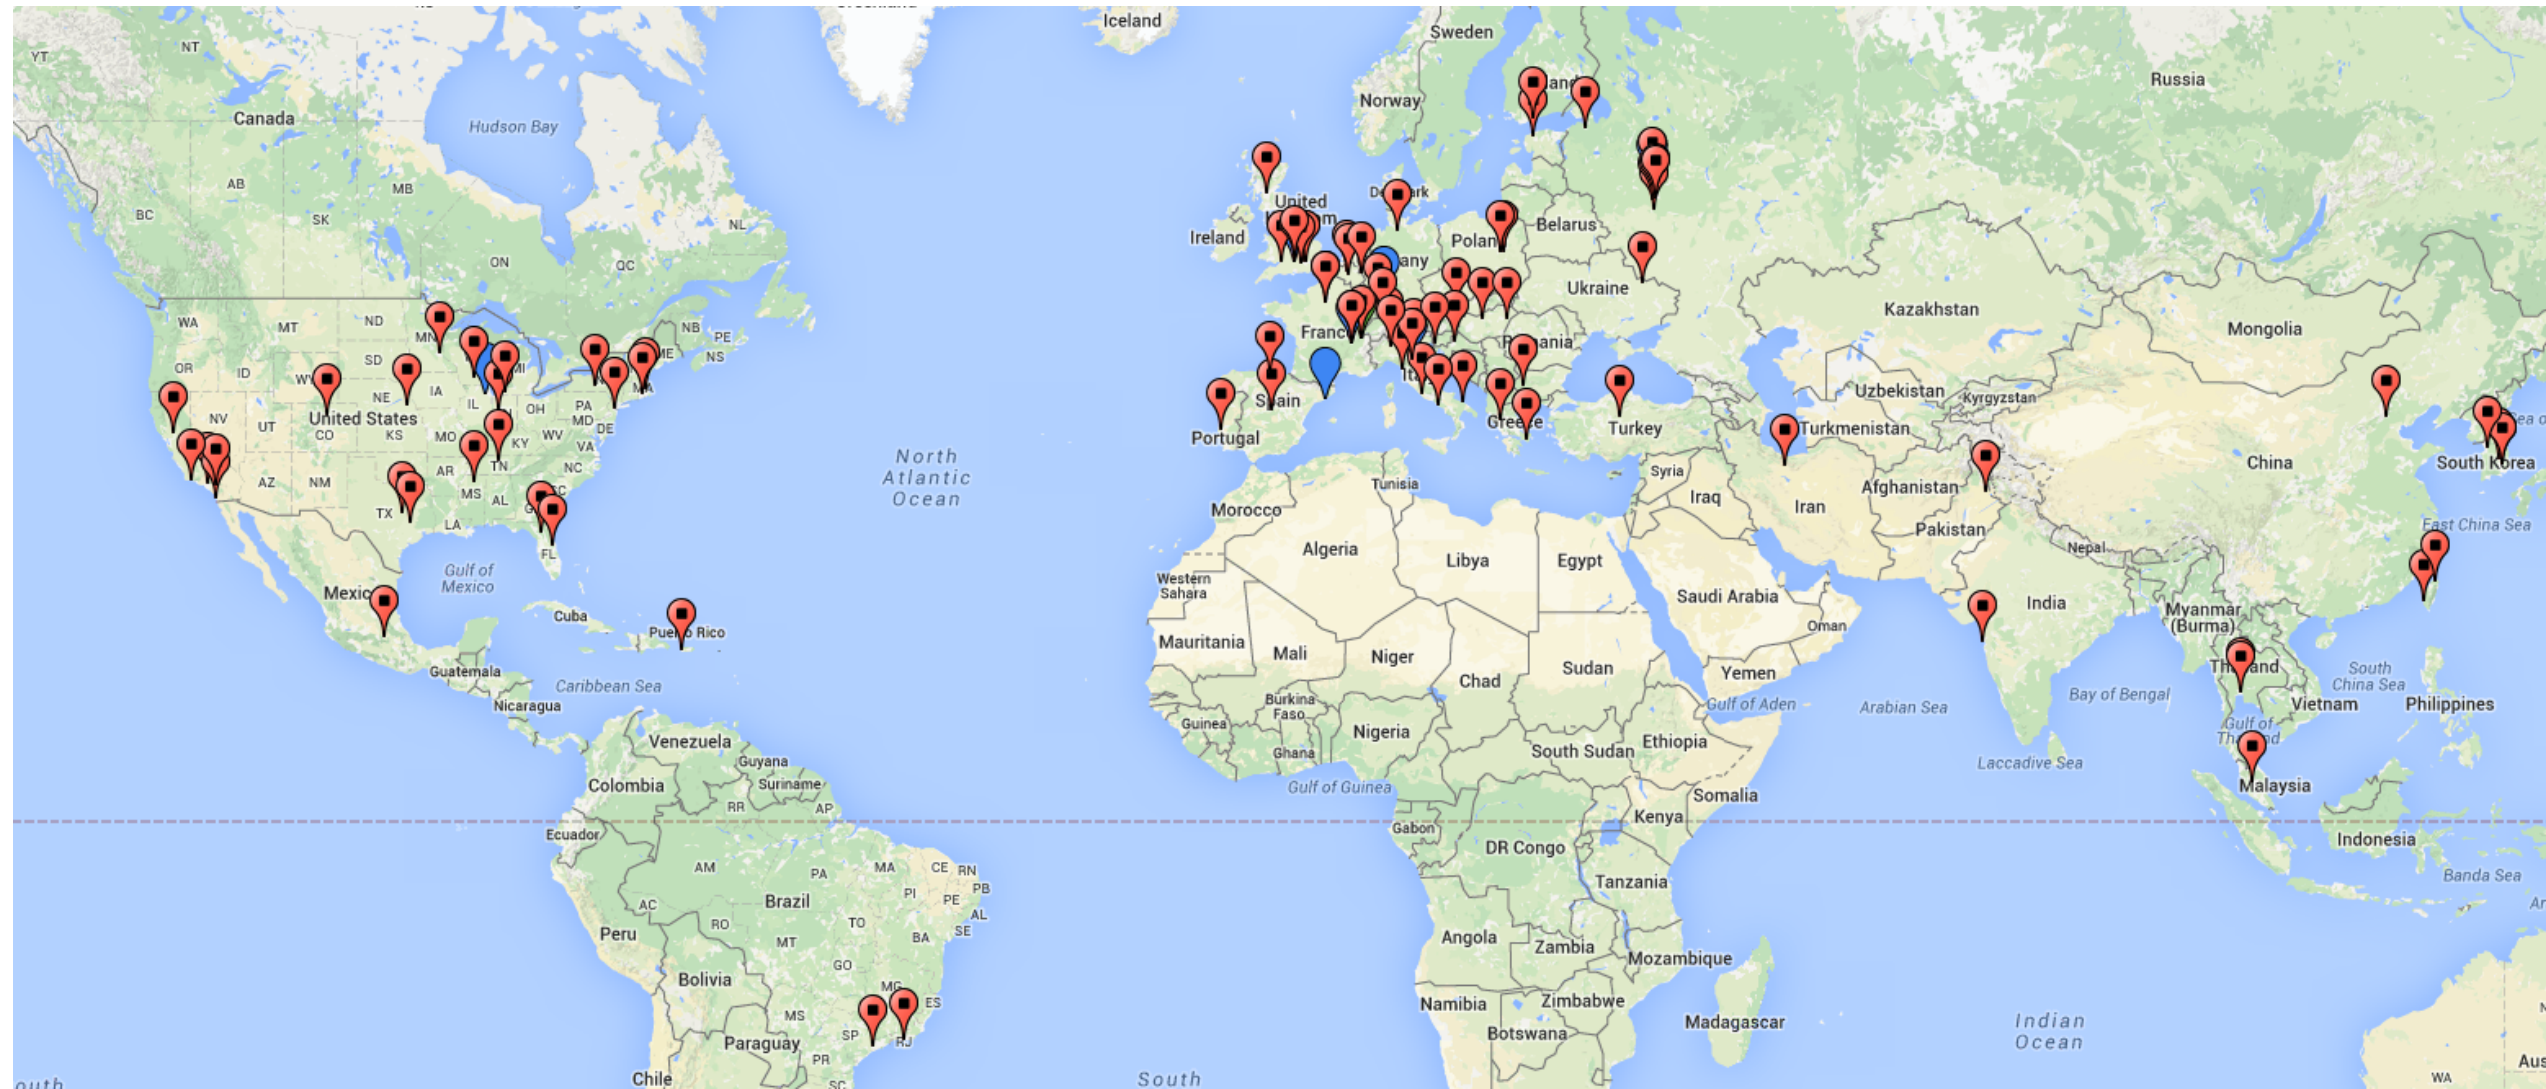 Iceland
Sweden
YT
NT
Russia
Norway
Canada
Hudson Bay
AB
MB
BC
SK
NL
United
Ireland
Belarus
ON
QC
Ukraine
Kazakhstan
Mongolia
WA
MT
ND
MN
NB
PE
ME
NS
OR
ID
SD
MI
WY
NE
IA
IL
OH
PA
MD
DE
NV
UT
United States
CO
KS
MO
KY
WV
VA
Uzbekistan
Kyrgyzstan
Spain
Portugal
Turkey
Turkmenistan
North
Atlantic
Ocean
AZ
NM
AR
TN
NC
MS
AL
TX
LA
FL
Syria
Iraq
Iran
Afghanistan
Pakistan
China
South Korea
Tunisia
Morocco
Algeria
Libya
Egypt
East China Sea
Nepal
Gulf of
Mexico
Western
Sahara
Saudi Arabia
India
Myanmar
(Burma)
Cuba
Oman
Mauritania
Mali
Niger
Chad
Sudan
Yemen
Guatemala
Caribbean Sea
Nicaragua
Burkina
Faso
Guinea
Ghana
Nigeria
Gulf of Aden
Arabian Sea
Bay of Bengal
South
China Sea
Vietnam
Philippines
Gulf of
South Sudan
Ethiopia
Laccadive Sea
Malaysia
Venezuela
Guyana
Colombia
Suriname
Gulf of Guinea
Somalia
RR
AP
Ecuador
Gabon
Kenya
DR Congo
Indonesia
AM
PA
MA
CE
RN
PB
PI
PE
AL
Brazil
Tanzania
Banda Sea
AC
RO
TO
BA
SE
MT
Peru
Angola
Zambia
Mozambique
GO
Bolivia
MG
ES
Namibia
Zimbabwe
Botswana
Madagascar
MS
SP
RJ
Paraguay
PR
SC
Chile
South
Indian
Ocean
WA